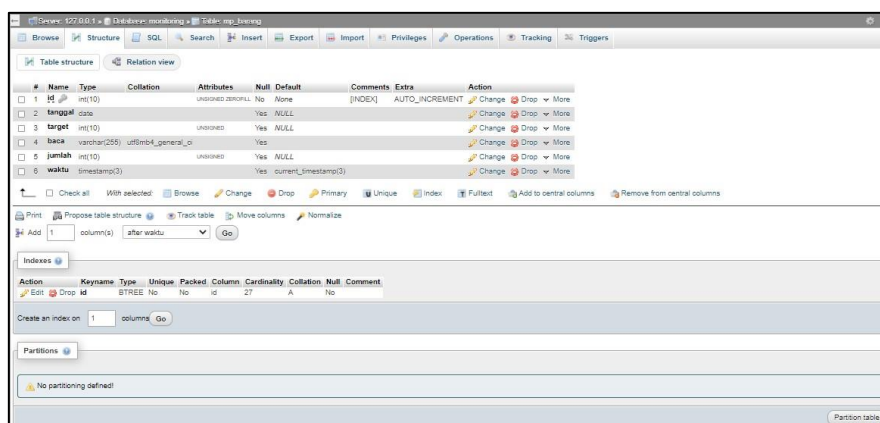 Server: 127.0.0.1 » Database: monitoring » Table: mp_bacing
Browse Structure SQL Search Insert Export Import Privileges Operations Tracking Triggers
Table structure Relation view
# Name Type Collation Attributes Null Default Comments Extra Action
1 id int(10) UNSIGNED ZEROFILL No None [INDEX] AUTO_INCREMENT Change Drop More
2 tanggal date Yes NULL Change Drop More
3 target int(10) UNSIGNED Yes NULL Change Drop More
4 baca varchar(255) utf8mb4_general_ci Yes Change Drop More
5 jumlah int(10) UNSIGNED Yes NULL Change Drop More
6 waktu timestamp(3) Yes current_timestamp(3) Change Drop More
Check all With selected: Browse Change Drop Primary Unique Index Fulltext Add to central columns Remove from central columns
Print Propose table structure Track table Move columns Normalize
Add 1 column(s) after waktu Go
Indexes
Action Keyname Type Unique Packed Column Cardinality Collation Null Comment
Edit Drop id BTREE No No id 27 A No
Create an index on 1 columns Go
Partitions
No partitioning defined!
Partition table